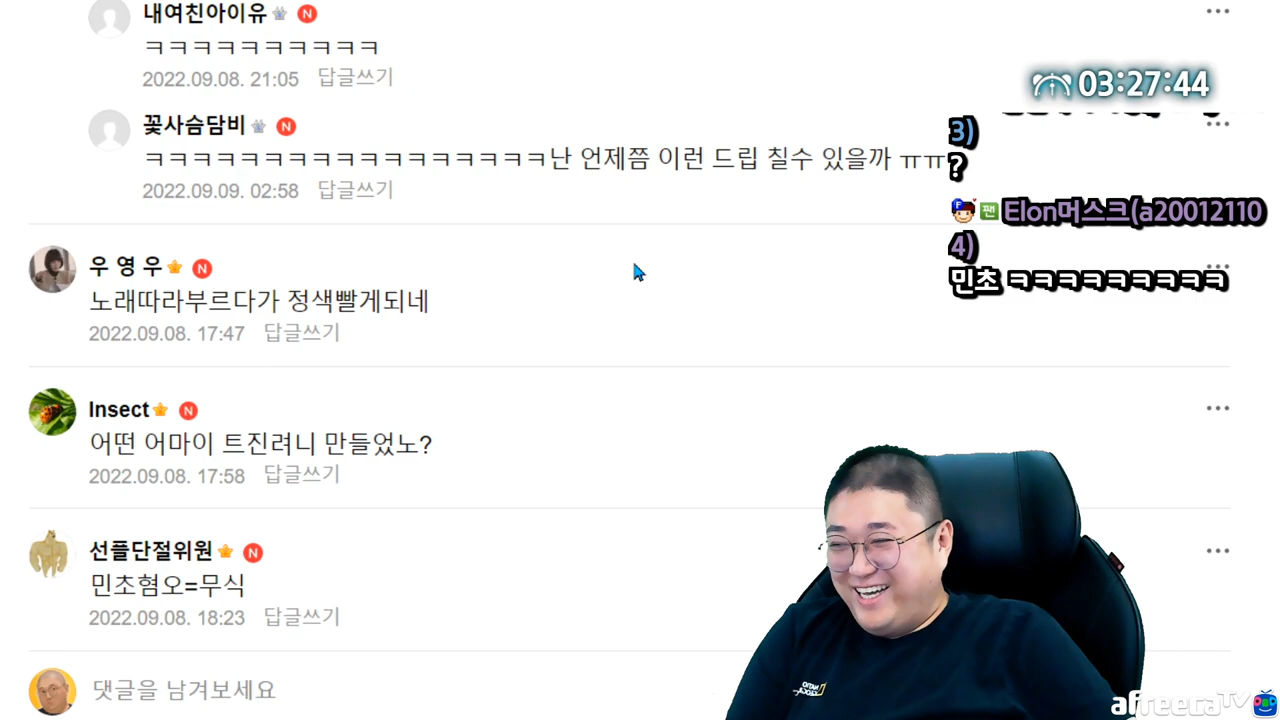 내여친아이유 N
ㅋㅋㅋㅋㅋㅋㅋㅋㅋㅋ
2022.09.08. 21:05 답글쓰기
03:27:44
꽃사슴담비 N
ㅋㅋㅋㅋㅋㅋㅋㅋㅋㅋㅋㅋㅋㅋㅋㅋㅋ난 언제쯤 이런 드립 칠수 있을까 ㅠㅠ
2022.09.09. 02:58 답글쓰기
3)
?
F 팬 Elon머스크(a20012110
4)
민초 ㅋㅋㅋㅋㅋㅋㅋㅋㅋ
우 영 우 N
노래따라부르다가 정색빨게되네
2022.09.08. 17:47 답글쓰기
Insect N
어떤 어마이 트진려니 만들었노?
2022.09.08. 17:58 답글쓰기
선플단절위원 N
민초혐오=무식
2022.09.08. 18:23 답글쓰기
댓글을 남겨보세요
afreecaTV